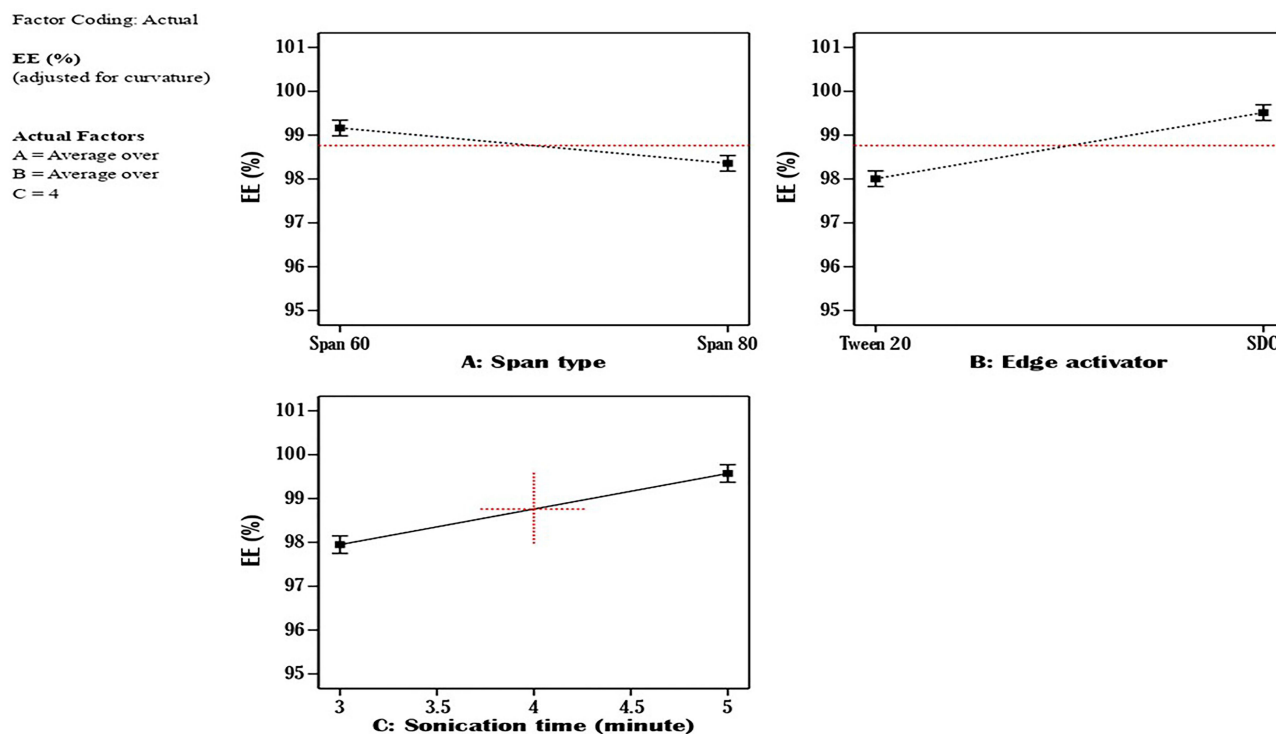 Factor Coding: Actual
EE (%)
(adjusted for curvature)
Actual Factors
A = Average over
B = Average over
C = 4
101
100
99
98
97
96
95
EE (%)
Span 60
Span 80
A: Span type
101
100
99
98
97
96
95
EE (%)
Tween 20
SDC
B: Edge activator
101
100
99
98
97
96
95
EE (%)
3
3.5
4
4.5
5
C: Sonication time (minute)